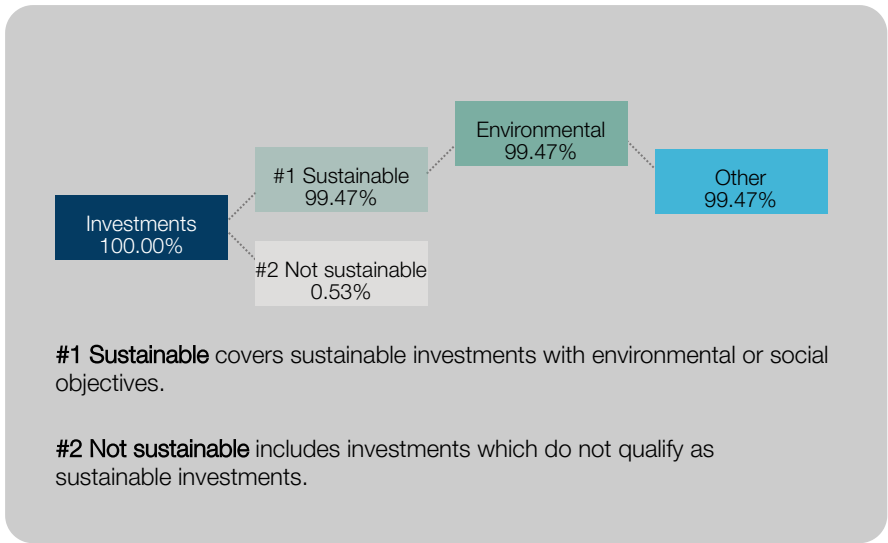 Environmental
99.47%
#1 Sustainable
99.47%
Other
99.47%
Investments
100.00%
#2 Not sustainable
0.53%
#1 Sustainable covers sustainable investments with environmental or social
objectives.
#2 Not sustainable includes investments which do not qualify as
sustainable investments.